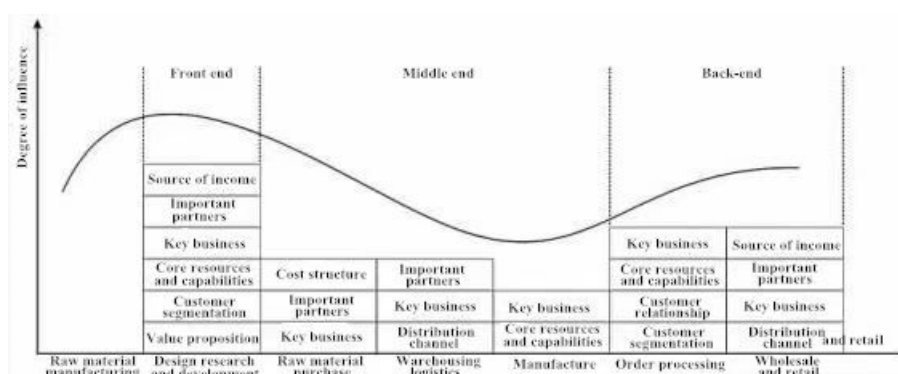 Degree of influence
Front end
Middle end
Back-end
Source of income
Important
partners
Key business
Core resources
and capabilities
Customer
segmentation
Value proposition
Cost structure
Important
partners
Key business
Important
partners
Key business
Distribution
channel
Key business
Core resources
and capabilities
Key business
Core resources
and capabilities
Customer
relationship
Customer
segmentation
Source of income
Important
partners
Key business
Distribution
channel
and retail
Raw material
manufacturing
Design research
and development
Raw material
purchase
Warehousing
logistics
Manufacture
Order processing
Wholesale
and retail